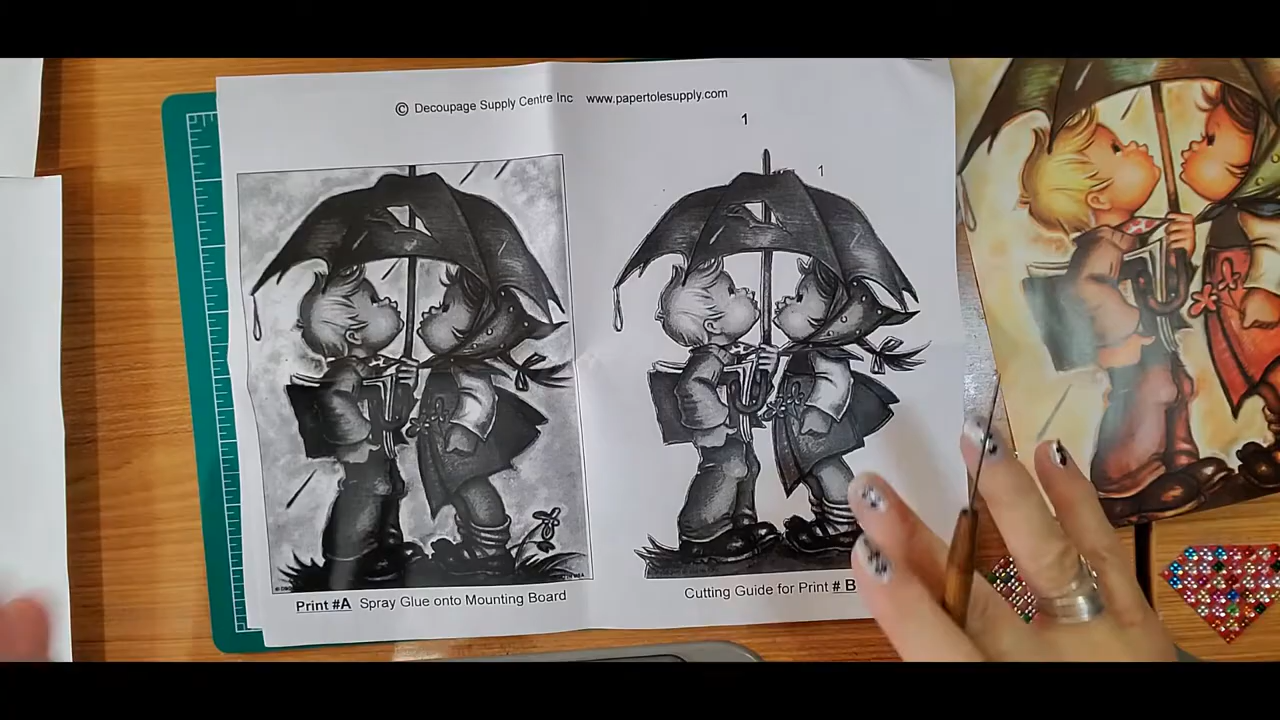 © Decoupage Supply Centre Inc www.papertolesupply.com
1
1
Print #A Spray Glue onto Mounting Board
Cutting Guide for Print # B